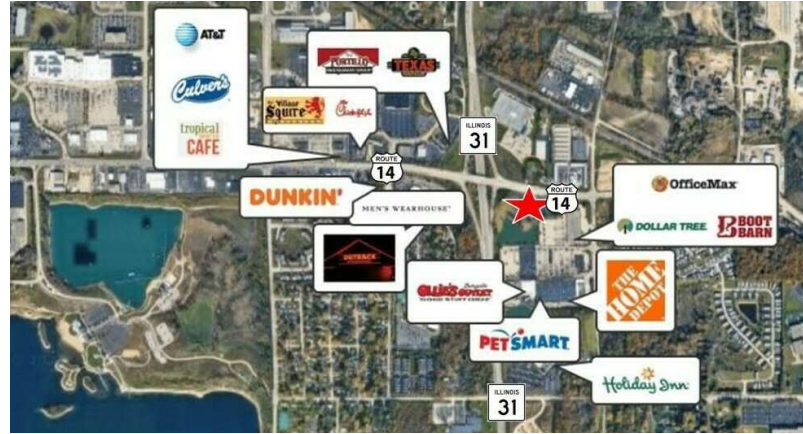 AT&T
Culver's
tropical
CAFE
PORTILLO
RESTAURANT GROUP
TEXAS
Village
Squire
Chick-fil-A
ILLINOIS
31
ROUTE
14
DUNKIN'
MEN'S WEARHOUSE
OUTBACK
ROUTE
14
OfficeMax
DOLLAR TREE
BOOT
BARN
OLLIE'S
OUTLET
GOOD STUFF CHEAP
THE
HOME
DEPOT
PETSMART
Holiday Inn
ILLINOIS
31